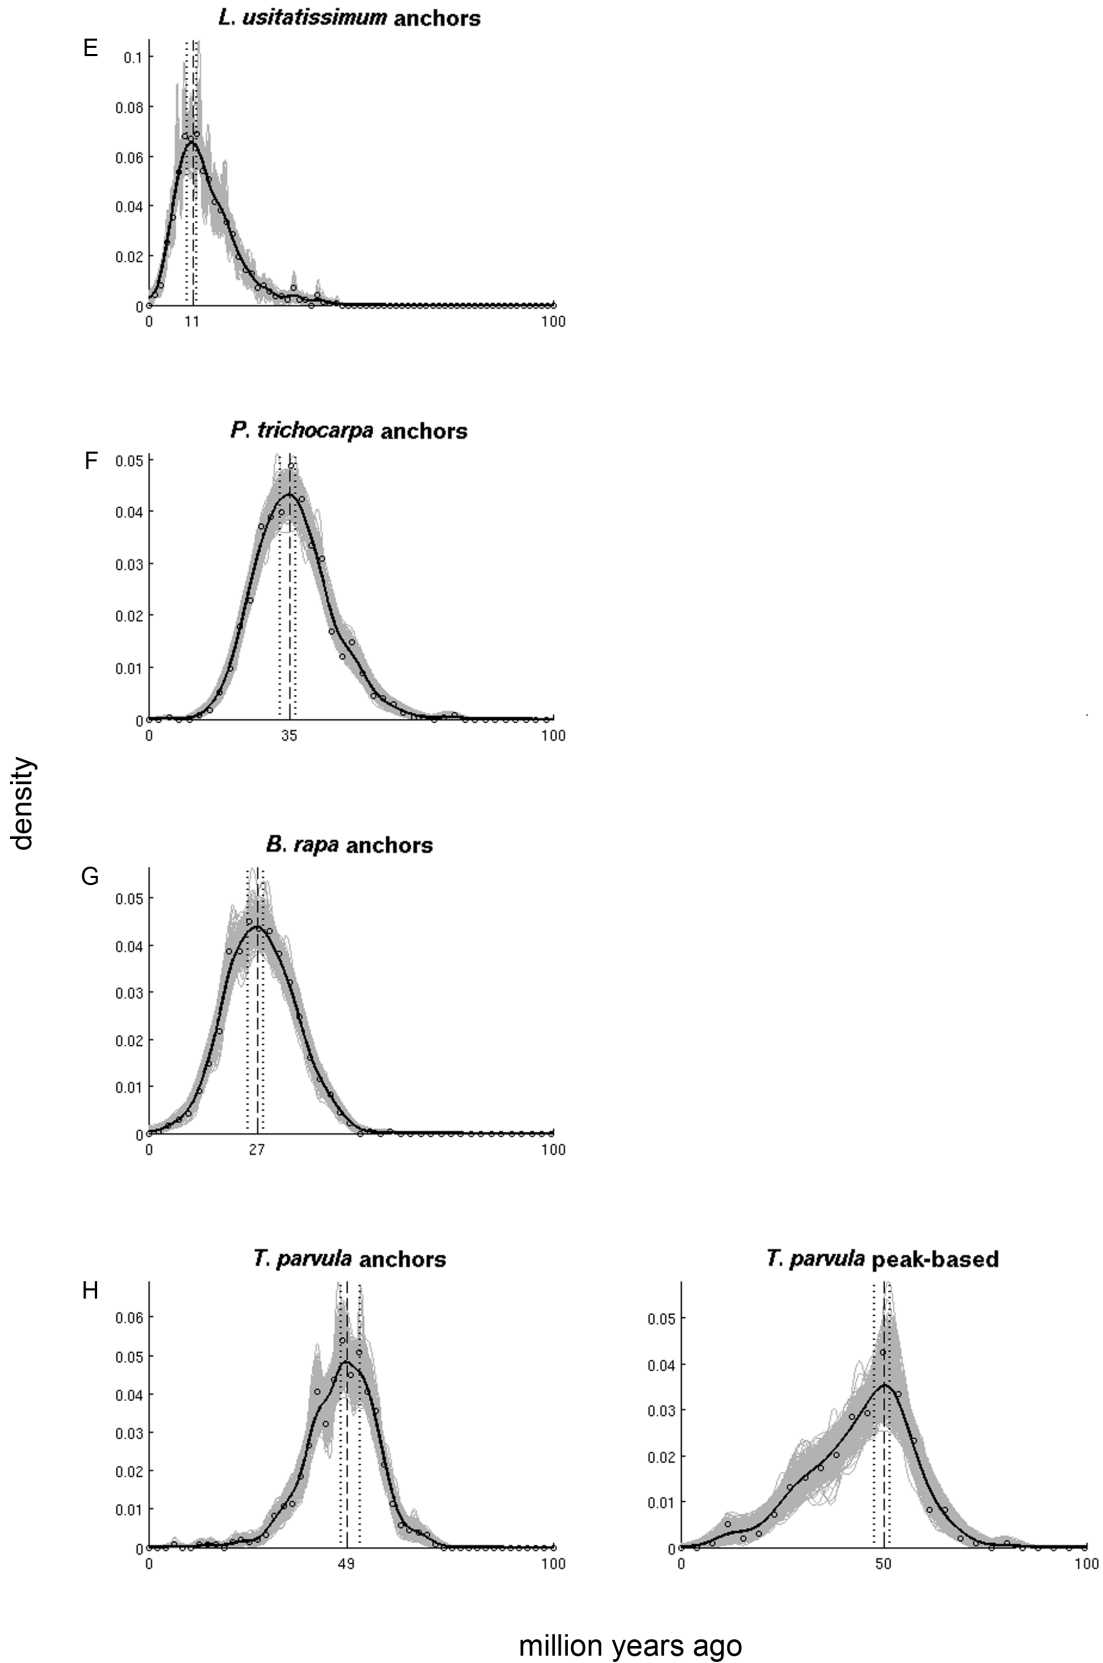 L. usitatissimum anchors
E
0.1
0.08
0.06
0.04
0.02
0
0 11 100
P. trichocarpa anchors
F
0.05
0.04
0.03
0.02
0.01
0
0 35 100
density
B. rapa anchors
G
0.05
0.04
0.03
0.02
0.01
0
0 27 100
T. parvula anchors
H
0.06
0.05
0.04
0.03
0.02
0.01
0
0 49 100
T. parvula peak-based
0.05
0.04
0.03
0.02
0.01
0
0 50 100
million years ago